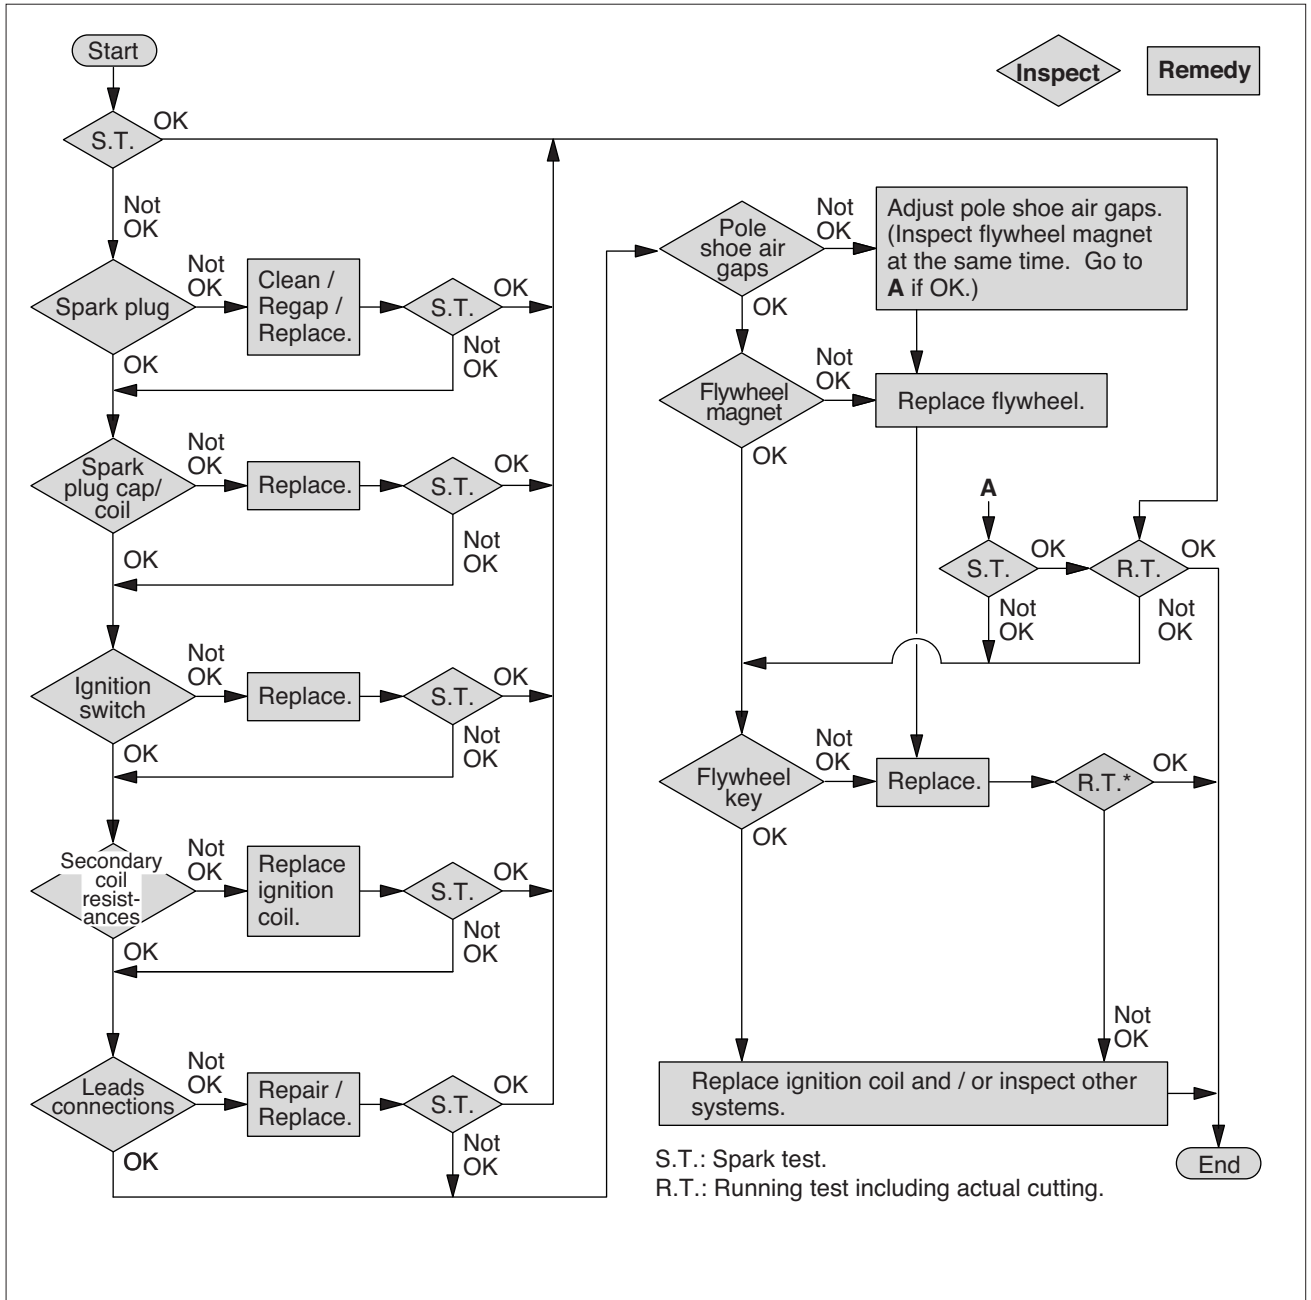 Start
Inspect
Remedy
S.T.
OK
Not
OK
Spark plug
Not
OK
Clean /
Regap /
Replace.
S.T.
OK
Not
OK
OK
Spark
plug cap/
coil
Not
OK
Replace.
S.T.
OK
Not
OK
OK
Ignition
switch
Not
OK
Replace.
S.T.
OK
Not
OK
OK
Secondary
coil
resist-
ances
Not
OK
Replace
ignition
coil.
S.T.
OK
Not
OK
OK
Leads
connections
Not
OK
Repair /
Replace.
S.T.
OK
Not
OK
OK
Pole
shoe air
gaps
Not
OK
Adjust pole shoe air gaps.
(Inspect flywheel magnet
at the same time. Go to
A if OK.)
OK
Flywheel
magnet
Not
OK
Replace flywheel.
OK
A
S.T.
OK
R.T.
OK
Not
OK
Not
OK
Flywheel
key
Not
OK
Replace.
R.T.*
OK
OK
Not
OK
Replace ignition coil and / or inspect other
systems.
End
S.T.: Spark test.
R.T.: Running test including actual cutting.